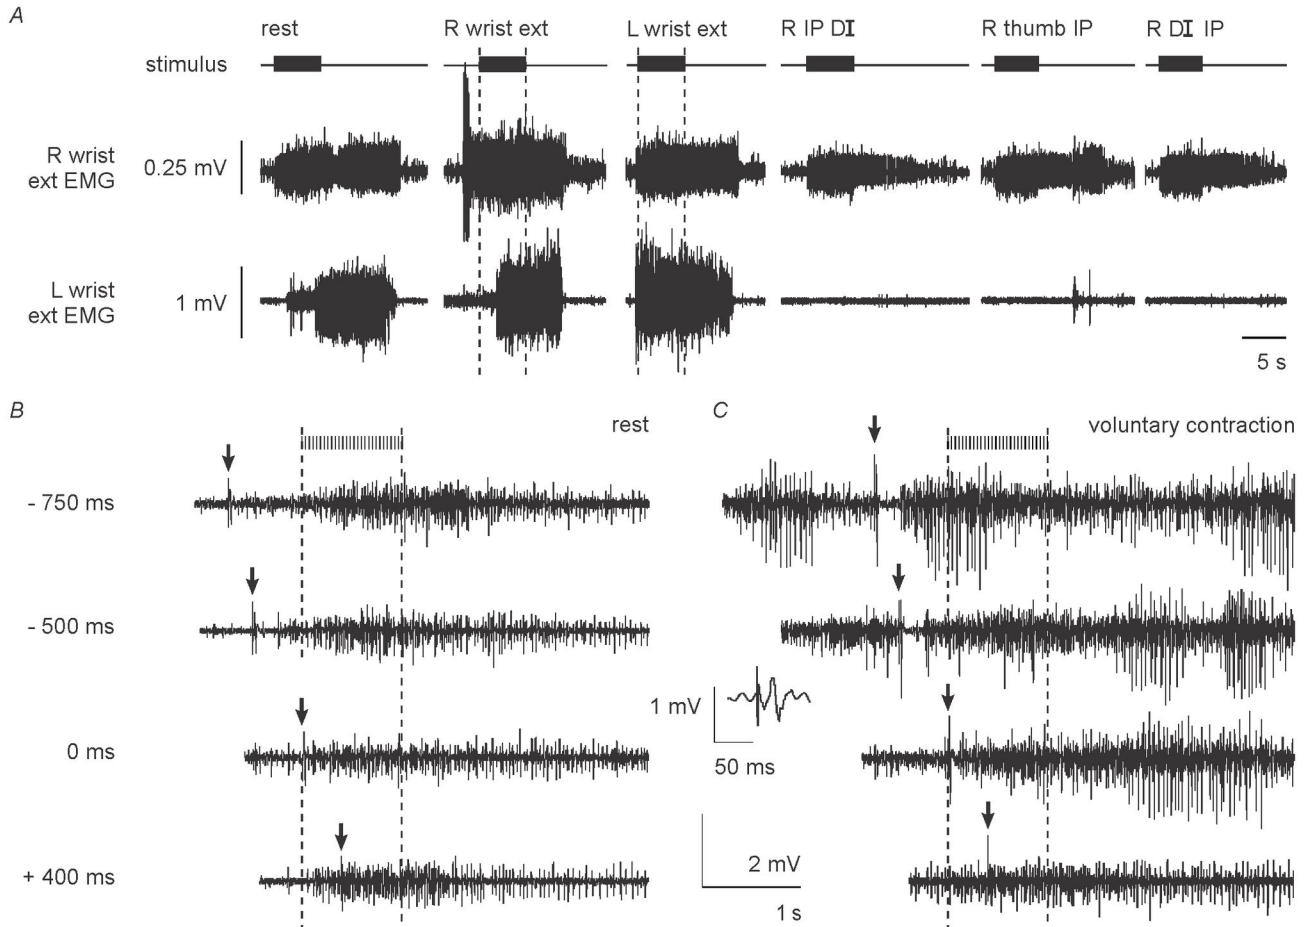 A
rest
R wrist ext
L wrist ext
R IP DI
R thumb IP
R DI IP
stimulus
R wrist
ext EMG
0.25 mV
L wrist
ext EMG
1 mV
5 s
B
rest
C
voluntary contraction
- 750 ms
- 500 ms
1 mV
50 ms
0 ms
2 mV
1 s
+ 400 ms